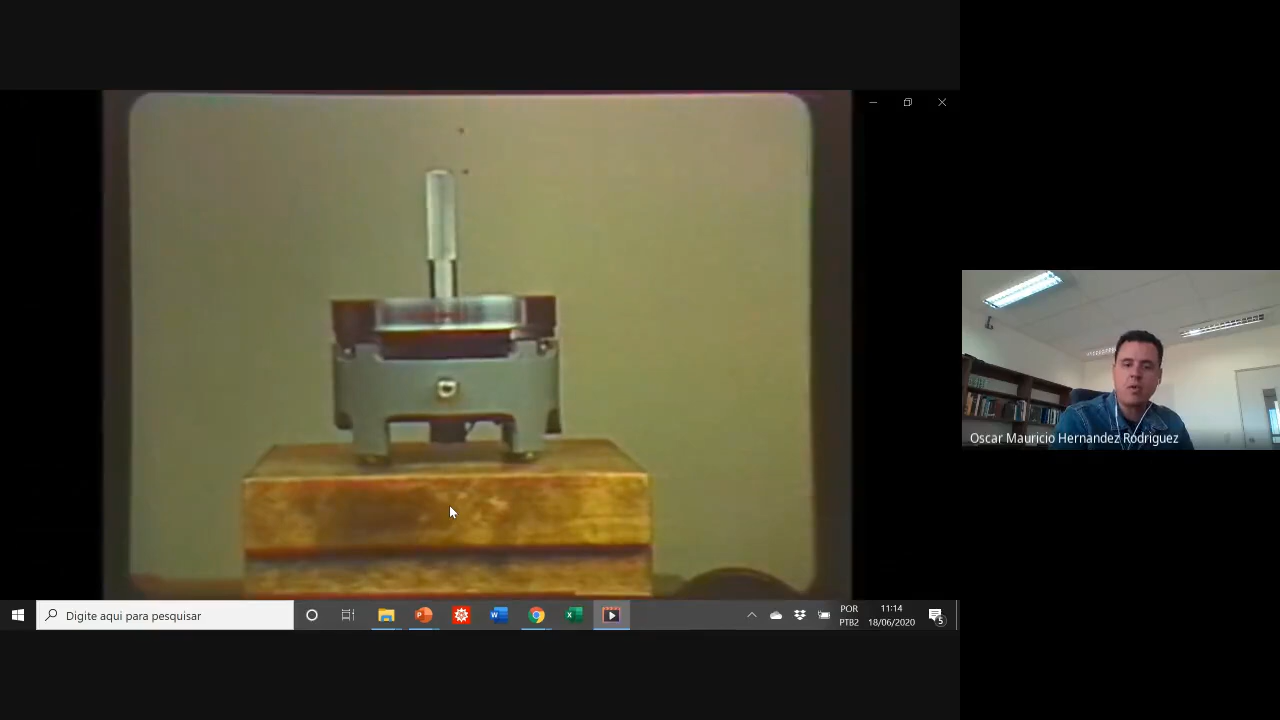 Oscar Mauricio Hernandez Rodriguez
Digite aqui para pesquisar
POR
PTB2
11:14
18/06/2020
5